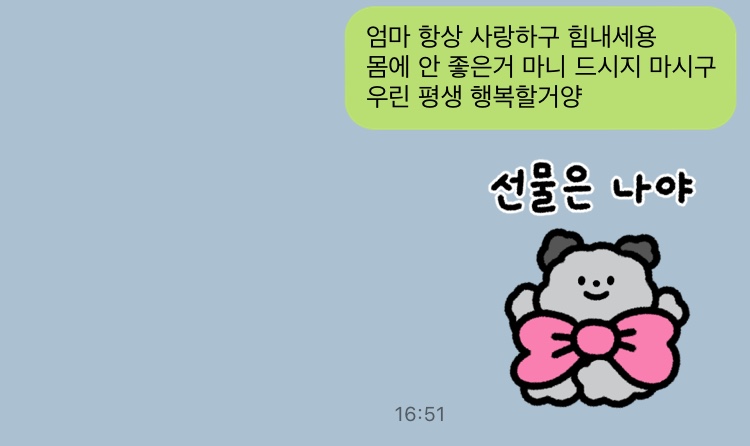 엄마 항상 사랑하구 힘내세용
몸에 안 좋은거 마니 드시지 마시구
우린 평생 행복할거양
선물은 나야
16:51